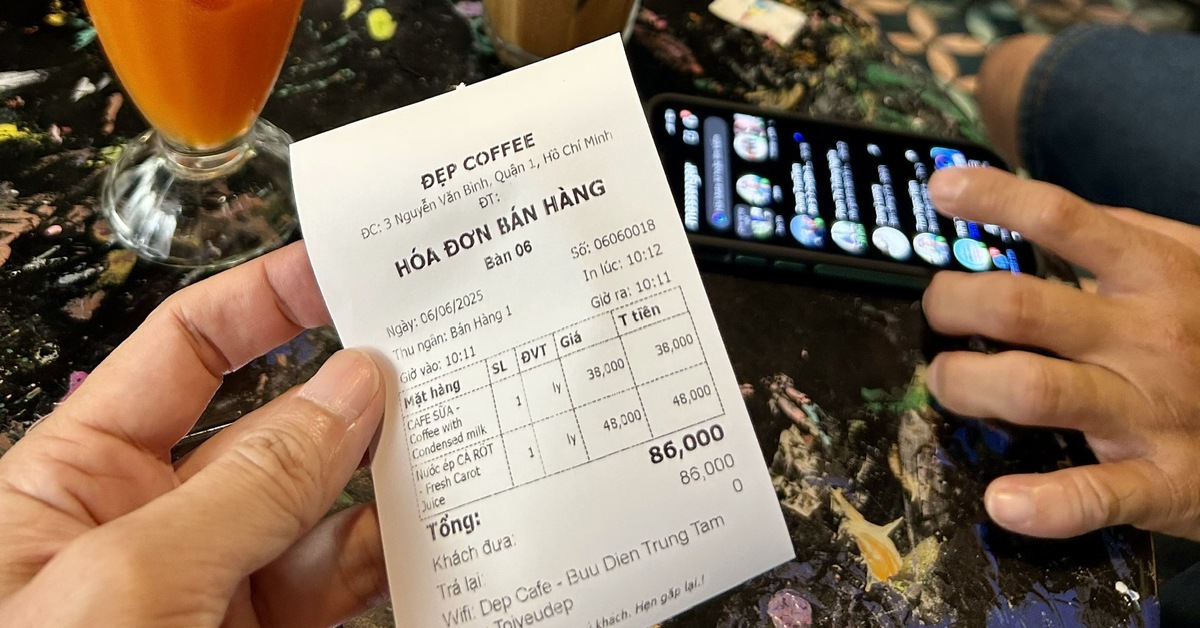 ĐẸP COFFEE
ĐC: 3 Nguyễn Văn Bình, Quận 1, Hồ Chí Minh
ĐT:
HÓA ĐƠN BÁN HÀNG
Bàn 06
Số: 06060018
Ngày: 06/06/2025
In lúc: 10:12
Thu ngân: Bán Hàng 1
Giờ vào: 10:11
Giờ ra: 10:11
Mặt hàng SL ĐVT Giá T tiền
CAFE SỮA - Coffee with Condensed milk 1 ly 38,000 38,000
Nước ép CÀ RỐT - Fresh Carrot Juice 1 ly 48,000 48,000
Tổng: 86,000
Khách đưa: 86,000
Trả lại: 0
Wifi: Dep Cafe - Buu Dien Trung Tam
Toiyeudep
khách. Hẹn gặp lại.!